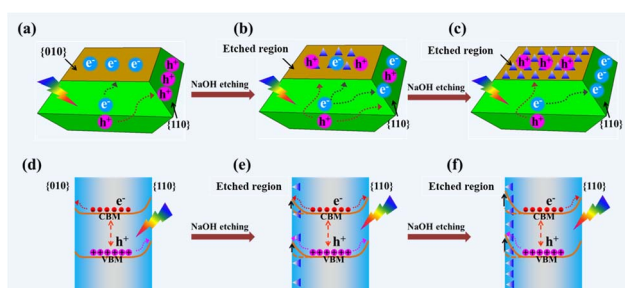 (a)
{010}
e⁻ e⁻ e⁻
h⁺
h⁺
h⁺
e⁻
h⁺
{110}
NaOH etching
(b)
Etched region
h⁺ e⁻ h⁺
e⁻
e⁻
e⁻
h⁺
e⁻
h⁺
{110}
NaOH etching
(c)
Etched region
h⁺ h⁺ h⁺
e⁻
e⁻
e⁻
e⁻
h⁺
{110}
(d)
{010}
{110}
e⁻
CBM
h⁺
VBM
NaOH etching
(e)
Etched region
{110}
e⁻
CBM
h⁺
VBM
NaOH etching
(f)
Etched region
{110}
e⁻
CBM
h⁺
VBM